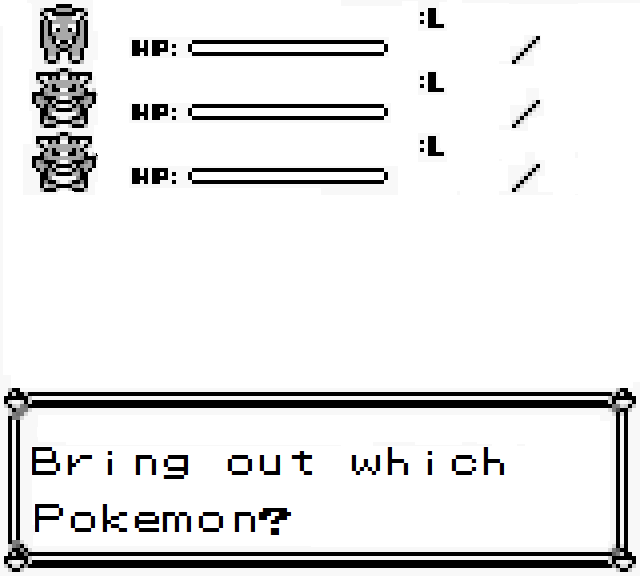 :L
HP: /
:L
HP: /
:L
HP: /
Bring out which
Pokemon?